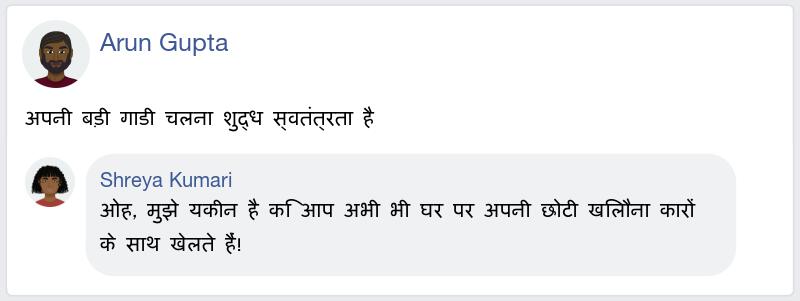 Arun Gupta
अपनी बड़ी गाडी चलना शुद्ध स्वतंत्रता है
Shreya Kumari
ओह, मुझे यकीन है कि आप अभी भी घर पर अपनी छोटी खिलौना कारों
के साथ खेलते हैं!